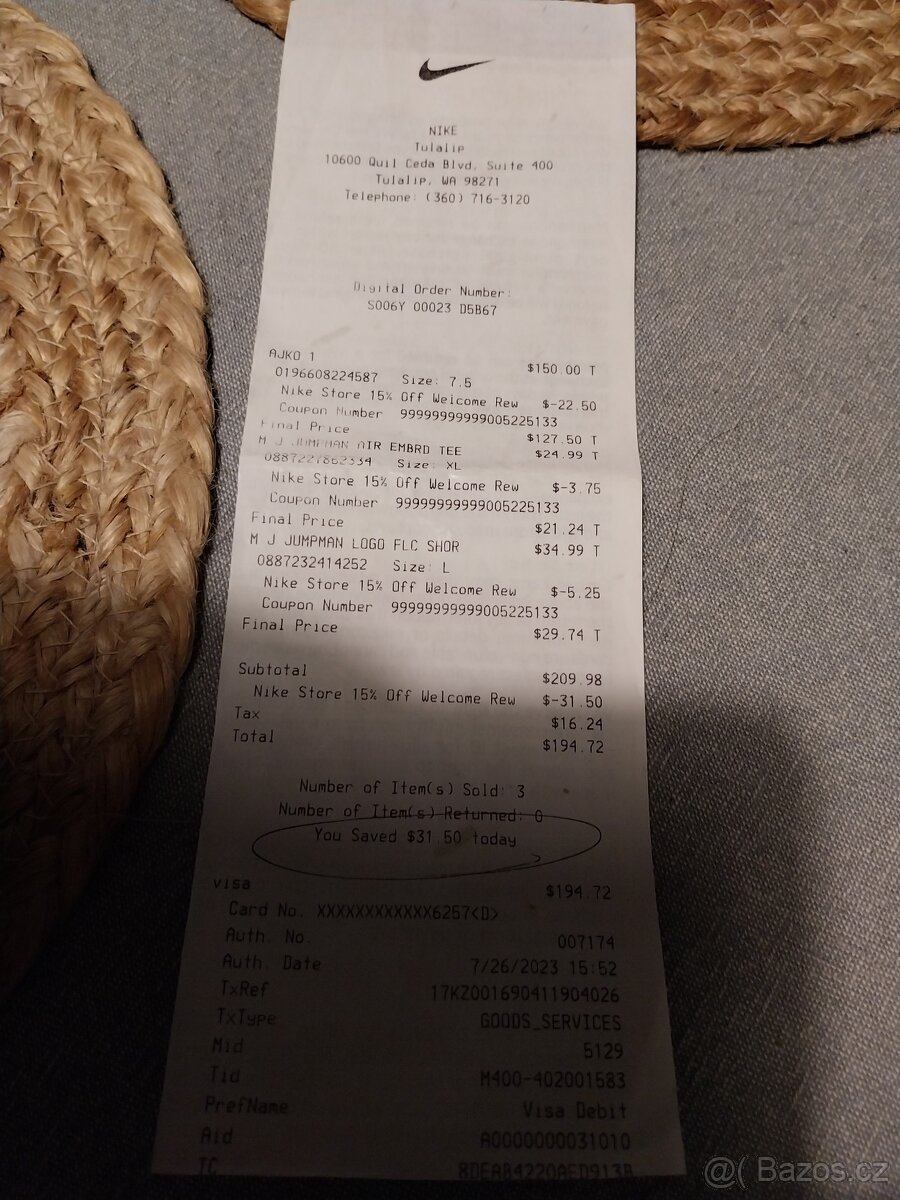 NIKE
Tulalip
10600 Quil Ceda Blvd. Suite 400
Tulalip, WA 98271
Telephone: (360) 716-3120
Digital Order Number:
S006Y 00023 D5B67
AJKO 1 $150.00 T
0196608224587 Size: 7.5
Nike Store 15% Off Welcome Rew $-22.50
Coupon Number 99999999999005225133
Final Price $127.50 T
M J JUMPMAN AIR EMBRD TEE $24.99 T
0887227862334 Size: XL
Nike Store 15% Off Welcome Rew $-3.75
Coupon Number 99999999999005225133
Final Price $21.24 T
M J JUMPMAN LOGO FLC SHOR $34.99 T
0887232414252 Size: L
Nike Store 15% Off Welcome Rew $-5.25
Coupon Number 99999999999005225133
Final Price $29.74 T
Subtotal $209.98
Nike Store 15% Off Welcome Rew $-31.50
Tax $16.24
Total $194.72
Number of Item(s) Sold: 3
Number of Item(s) Returned: 0
You Saved $31.50 today
visa $194.72
Card No. XXXXXXXXXXXX6257<D>
Auth. No. 007174
Auth. Date 7/26/2023 15:52
TxRef 17KZ001690411904026
TxType GOODS_SERVICES
Mid 5129
Tid M400-402001583
PrefName Visa Debit
Aid A0000000031010
TC 8DEAB4220AED913B
@( Bazos.cz